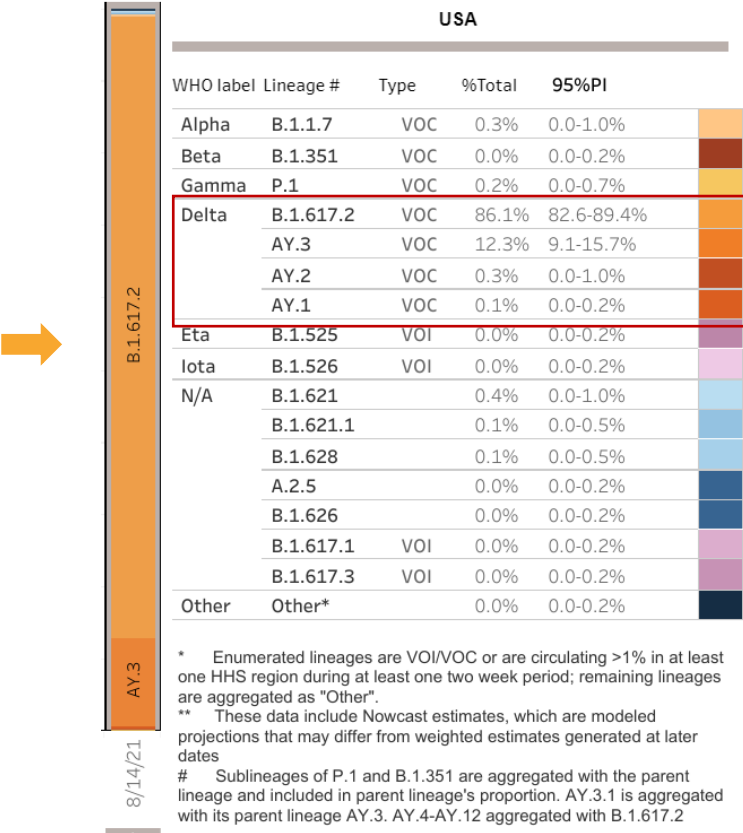 USA
WHO label Lineage # Type %Total 95%PI
Alpha B.1.1.7 VOC 0.3% 0.0-1.0%
Beta B.1.351 VOC 0.0% 0.0-0.2%
Gamma P.1 VOC 0.2% 0.0-0.7%
Delta B.1.617.2 VOC 86.1% 82.6-89.4%
AY.3 VOC 12.3% 9.1-15.7%
AY.2 VOC 0.3% 0.0-1.0%
AY.1 VOC 0.1% 0.0-0.2%
Eta B.1.525 VOI 0.0% 0.0-0.2%
Iota B.1.526 VOI 0.0% 0.0-0.2%
N/A B.1.621 0.4% 0.0-1.0%
B.1.621.1 0.1% 0.0-0.5%
B.1.628 0.1% 0.0-0.5%
A.2.5 0.0% 0.0-0.2%
B.1.626 0.0% 0.0-0.2%
B.1.617.1 VOI 0.0% 0.0-0.2%
B.1.617.3 VOI 0.0% 0.0-0.2%
Other Other* 0.0% 0.0-0.2%
* Enumerated lineages are VOI/VOC or are circulating >1% in at least
one HHS region during at least one two week period; remaining lineages
are aggregated as "Other".
** These data include Nowcast estimates, which are modeled
projections that may differ from weighted estimates generated at later
dates
# Sublineages of P.1 and B.1.351 are aggregated with the parent
lineage and included in parent lineage's proportion. AY.3.1 is aggregated
with its parent lineage AY.3. AY.4-AY.12 aggregated with B.1.617.2
B.1.617.2
AY.3
8/14/21